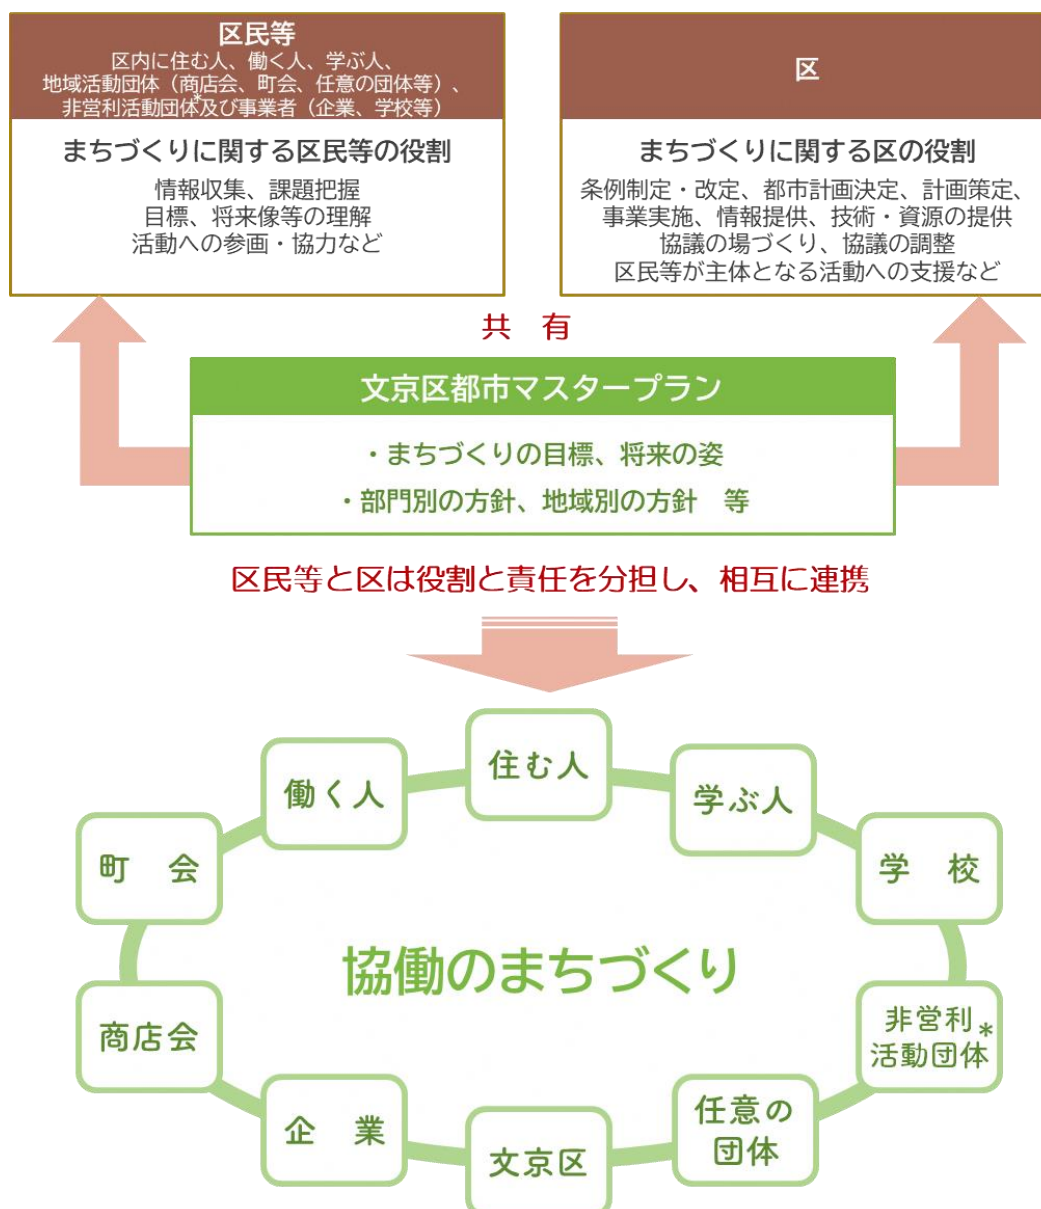 区民等
区内に住む人、働く人、学ぶ人、
地域活動団体（商店会、町会、任意の団体等）、
非営利活動団体*及び事業者（企業、学校等）
まちづくりに関する区民等の役割
情報収集、課題把握
目標、将来像等の理解
活動への参画・協力など
区
まちづくりに関する区の役割
条例制定・改定、都市計画決定、計画策定、
事業実施、情報提供、技術・資源の提供
協議の場づくり、協議の調整
区民等が主体となる活動への支援など
共　有
文京区都市マスタープラン
・まちづくりの目標、将来の姿
・部門別の方針、地域別の方針　等
区民等と区は役割と責任を分担し、相互に連携
住む人
働く人
学ぶ人
町　会
学　校
協働のまちづくり
商店会
非営利*
活動団体
企　業
任意の
団体
文京区